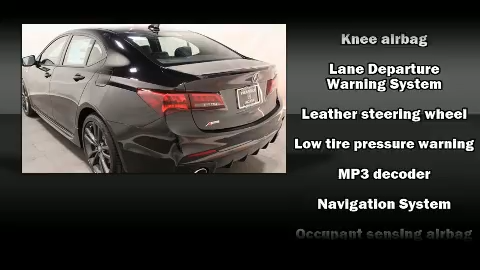 Knee airbag
Lane Departure
Warning System
Leather steering wheel
Low tire pressure warning
MP3 decoder
Navigation System
Occupant sensing airbag